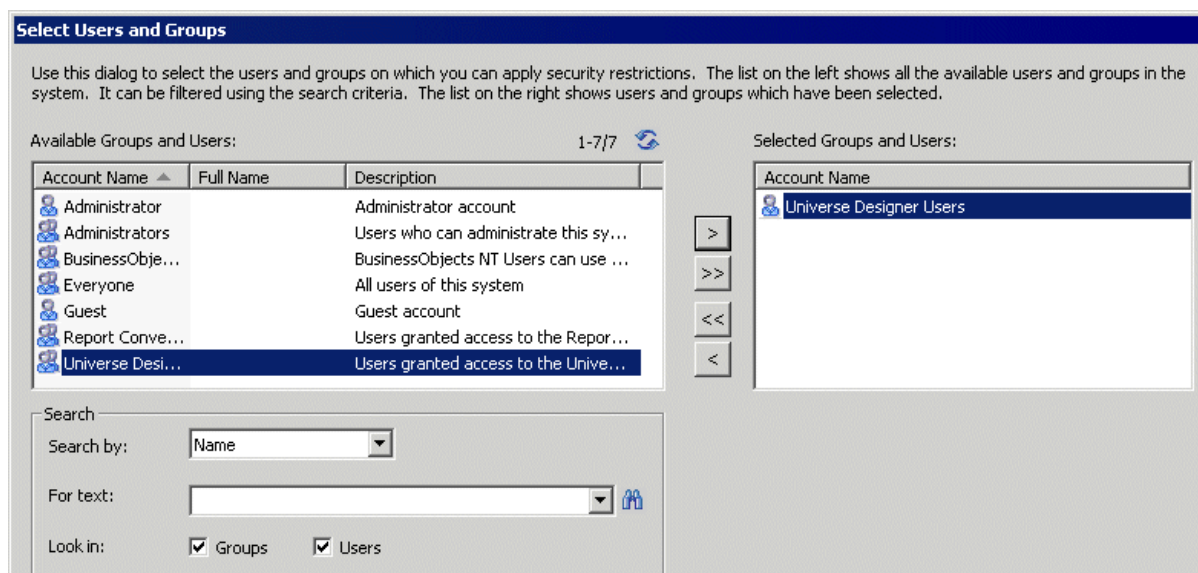 Select Users and Groups
Use this dialog to select the users and groups on which you can apply security restrictions. The list on the left shows all the available users and groups in the
system. It can be filtered using the search criteria. The list on the right shows users and groups which have been selected.
Available Groups and Users: 1-7/7 Selected Groups and Users:
Account Name Full Name Description Account Name
Administrator Administrator account Universe Designer Users
Administrators Users who can administrate this sy...
BusinessObje... BusinessObjects NT Users can use ...
Everyone All users of this system
Guest Guest account
Report Conve... Users granted access to the Repor...
Universe Desi... Users granted access to the Unive...
>
>>
<<
<
Search
Search by: Name
For text:
Look in: Groups Users